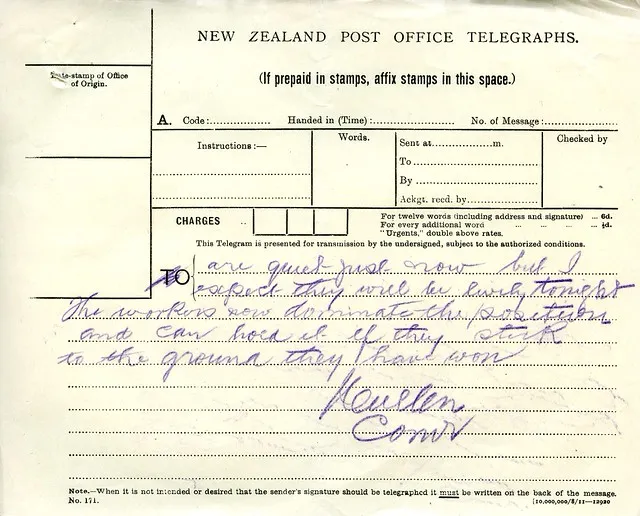 NEW ZEALAND POST OFFICE TELEGRAPHS.
(If prepaid in stamps, affix stamps in this space.)
Date-stamp of Office
of Origin.
A. Code:.............. Handed in (Time):.................. No. of Message:................
Instructions:—
Words.
Sent at...............m.
To
By
Ackgt. recd. by
Checked by
CHARGES ..
For twelve words (including address and signature) ... 6d.
For every additional word ... ... ... ... ½d.
"Urgents," double above rates.
This Telegram is presented for transmission by the undersigned, subject to the authorized conditions.
TO
are quiet just now but I
expect they will be lively tonight
The workers now dominate the position
and can hold it if they stick
to the ground they have won
Note.—When it is not intended or desired that the sender's signature should be telegraphed it must be written on the back of the message.
No. 171.
[10,000,000/8/11—12920